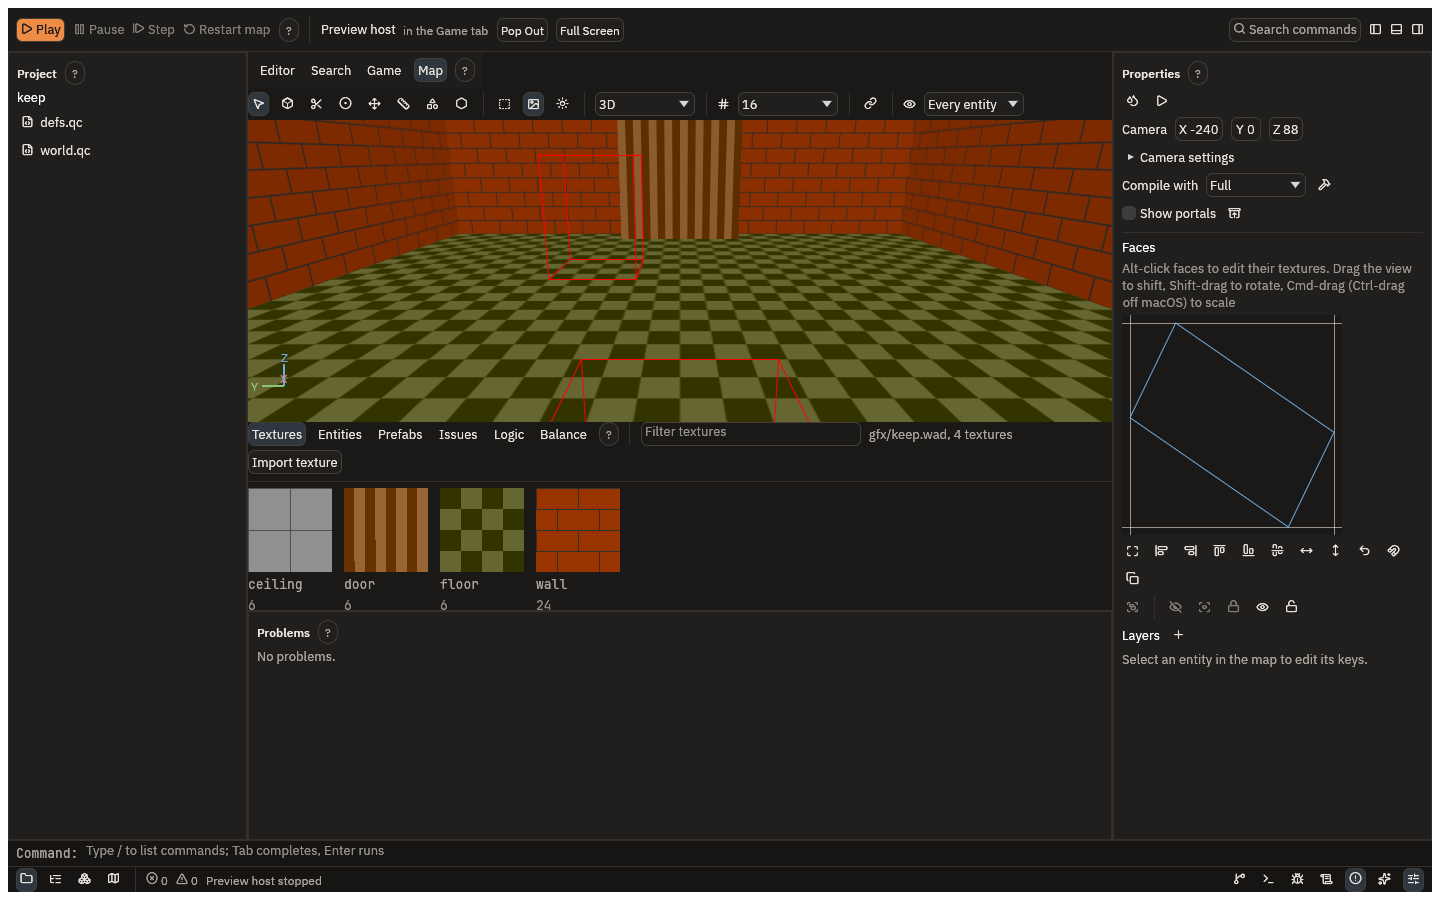 Play Pause Step Restart map ? Preview host in the Game tab Pop Out Full Screen Search commands
Project ?
keep
defs.qc
world.qc
Editor Search Game Map ?
3D # 16 Every entity
Z
Y X
Textures Entities Prefabs Issues Logic Balance ? Filter textures gfx/keep.wad, 4 textures
Import texture
ceiling door floor wall
6 6 6 24
Problems ?
No problems.
Properties ?
Camera X -240 Y 0 Z 88
Camera settings
Compile with Full
Show portals
Faces
Alt-click faces to edit their textures. Drag the view
to shift, Shift-drag to rotate, Cmd-drag (Ctrl-drag
off macOS) to scale
Layers +
Select an entity in the map to edit its keys.
Command: Type / to list commands; Tab completes, Enter runs
0 0 Preview host stopped